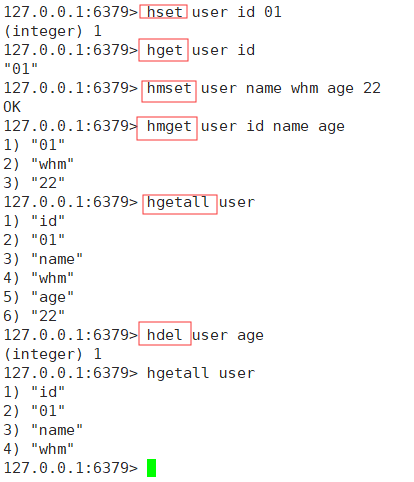 127.0.0.1:6379> hset user id 01
(integer) 1
127.0.0.1:6379> hget user id
"01"
127.0.0.1:6379> hmset user name whm age 22
OK
127.0.0.1:6379> hmget user id name age
1) "01"
2) "whm"
3) "22"
127.0.0.1:6379> hgetall user
1) "id"
2) "01"
3) "name"
4) "whm"
5) "age"
6) "22"
127.0.0.1:6379> hdel user age
(integer) 1
127.0.0.1:6379> hgetall user
1) "id"
2) "01"
3) "name"
4) "whm"
127.0.0.1:6379>